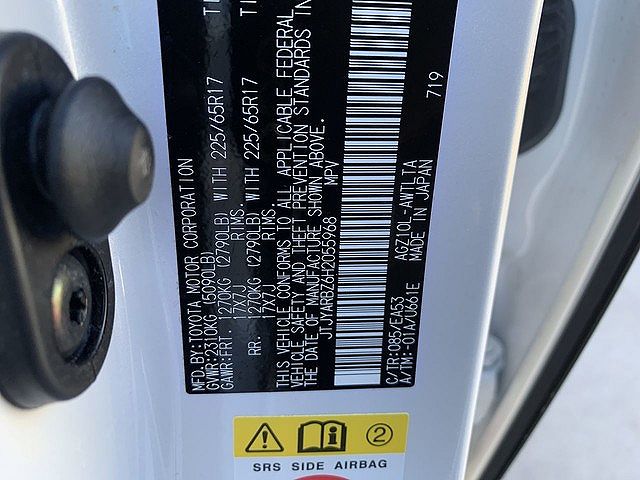 MFD.BY:TOYOTA MOTOR CORPORATION
GVWR:2310KG (5090LB)
GAWR:FRT. 1270KG (2790LB) WITH 225/65R17
17X7J RIMS.
RR. 1270KG (2790LB) WITH 225/65R17
17X7J RIMS.
THIS VEHICLE CONFORMS TO ALL APPLICABLE FEDERAL
VEHICLE SAFETY AND THEFT PREVENTION STANDARDS IN
THE DATE OF MANUFACTURE SHOWN ABOVE.
JTJYARBZ6H2055968 MPV
719
C/TR:085/EA53 AGZ10L-AWTLTA
A/TM:-01A/U661E MADE IN JAPAN
2
SRS SIDE AIRBAG